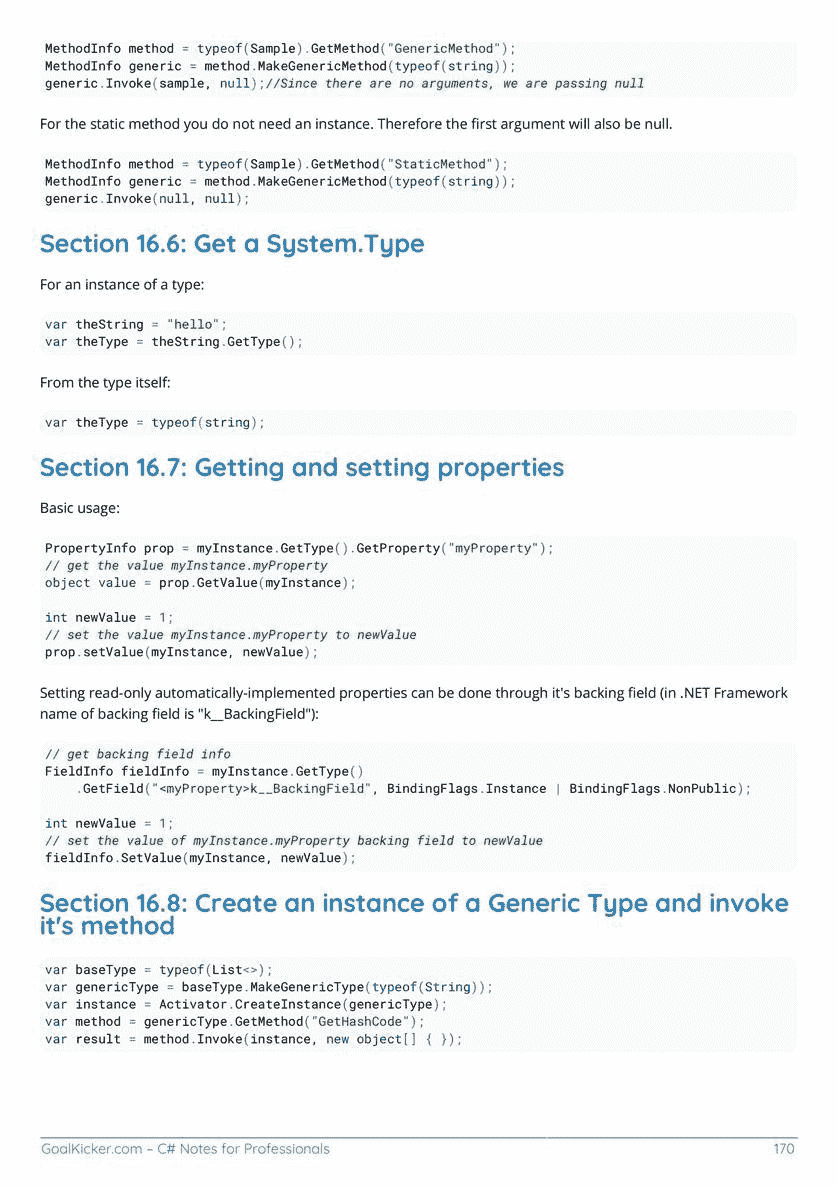 MethodInfo method = typeof(Sample).GetMethod("GenericMethod");
MethodInfo generic = method.MakeGenericMethod(typeof(string));
generic.Invoke(sample, null);//Since there are no arguments, we are passing null
For the static method you do not need an instance. Therefore the first argument will also be null.
MethodInfo method = typeof(Sample).GetMethod("StaticMethod");
MethodInfo generic = method.MakeGenericMethod(typeof(string));
generic.Invoke(null, null);
Section 16.6: Get a System.Type
For an instance of a type:
var theString = "hello";
var theType = theString.GetType();
From the type itself:
var theType = typeof(string);
Section 16.7: Getting and setting properties
Basic usage:
PropertyInfo prop = myInstance.GetType().GetProperty("myProperty");
// get the value myInstance.myProperty
object value = prop.GetValue(myInstance);
int newValue = 1;
// set the value myInstance.myProperty to newValue
prop.setValue(myInstance, newValue);
Setting read-only automatically-implemented properties can be done through it's backing field (in .NET Framework
name of backing field is "k__BackingField"):
// get backing field info
FieldInfo fieldInfo = myInstance.GetType()
    .GetField("<myProperty>k__BackingField", BindingFlags.Instance | BindingFlags.NonPublic);
int newValue = 1;
// set the value of myInstance.myProperty backing field to newValue
fieldInfo.SetValue(myInstance, newValue);
Section 16.8: Create an instance of a Generic Type and invoke
it's method
var baseType = typeof(List<>);
var genericType = baseType.MakeGenericType(typeof(String));
var instance = Activator.CreateInstance(genericType);
var method = genericType.GetMethod("GetHashCode");
var result = method.Invoke(instance, new object[] { });
GoalKicker.com – C# Notes for Professionals
170